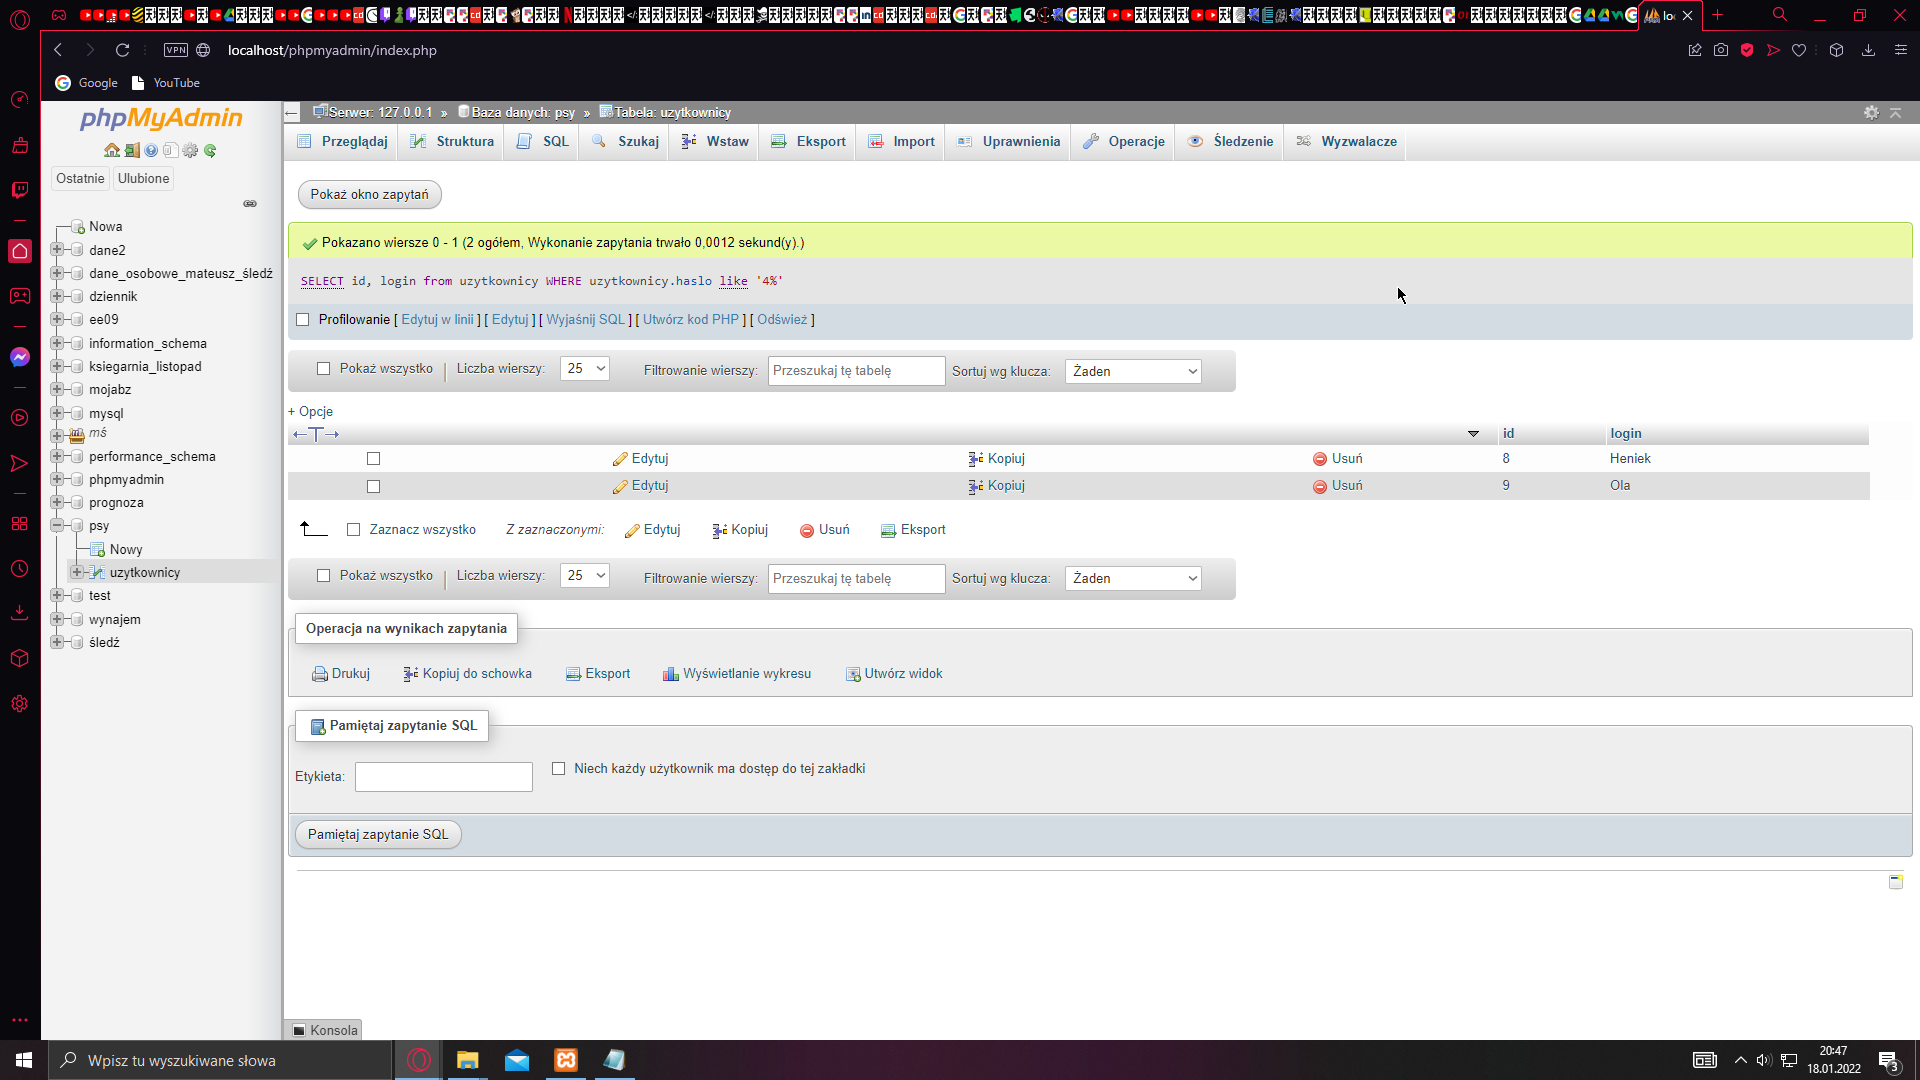 lo
VPN
localhost/phpmyadmin/index.php
Google
YouTube
phpMyAdmin
Ostatnie
Ulubione
Nowa
dane2
dane_osobowe_mateusz_śledź
dziennik
ee09
information_schema
ksiegarnia_listopad
mojabz
mysql
mś
performance_schema
phpmyadmin
prognoza
psy
Nowy
uzytkownicy
test
wynajem
śledź
Serwer: 127.0.0.1 » Baza danych: psy » Tabela: uzytkownicy
Przeglądaj Struktura SQL Szukaj Wstaw Eksport Import Uprawnienia Operacje Śledzenie Wyzwalacze
Pokaż okno zapytań
Pokazano wiersze 0 - 1 (2 ogółem, Wykonanie zapytania trwało 0,0012 sekund(y).)
SELECT id, login from uzytkownicy WHERE uzytkownicy.haslo like '4%'
Profilowanie [ Edytuj w linii ] [ Edytuj ] [ Wyjaśnij SQL ] [ Utwórz kod PHP ] [ Odśwież ]
Pokaż wszystko | Liczba wierszy: 25 Filtrowanie wierszy: Przeszukaj tę tabelę Sortuj wg klucza: Żaden
+ Opcje
←T→ id login
Edytuj Kopiuj Usuń 8 Heniek
Edytuj Kopiuj Usuń 9 Ola
Zaznacz wszystko Z zaznaczonymi: Edytuj Kopiuj Usuń Eksport
Pokaż wszystko | Liczba wierszy: 25 Filtrowanie wierszy: Przeszukaj tę tabelę Sortuj wg klucza: Żaden
Operacja na wynikach zapytania
Drukuj Kopiuj do schowka Eksport Wyświetlanie wykresu Utwórz widok
Pamiętaj zapytanie SQL
Etykieta: Niech każdy użytkownik ma dostęp do tej zakładki
Pamiętaj zapytanie SQL
Konsola
Wpisz tu wyszukiwane słowa
20:47
18.01.2022
3